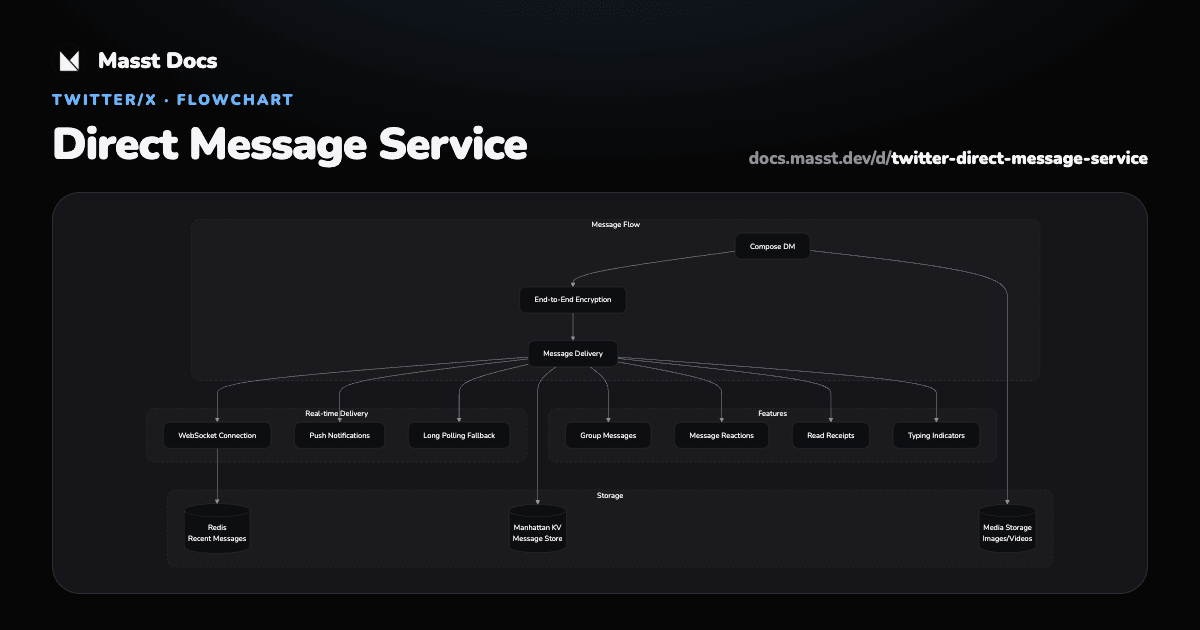 Masst Docs
TWITTER/X · FLOWCHART
Direct Message Service
docs.masst.dev/d/twitter-direct-message-service
Message Flow
Compose DM
End-to-End Encryption
Message Delivery
Real-time Delivery
Features
WebSocket Connection
Push Notifications
Long Polling Fallback
Group Messages
Message Reactions
Read Receipts
Typing Indicators
Storage
Redis
Recent Messages
Manhattan KV
Message Store
Media Storage
Images/Videos